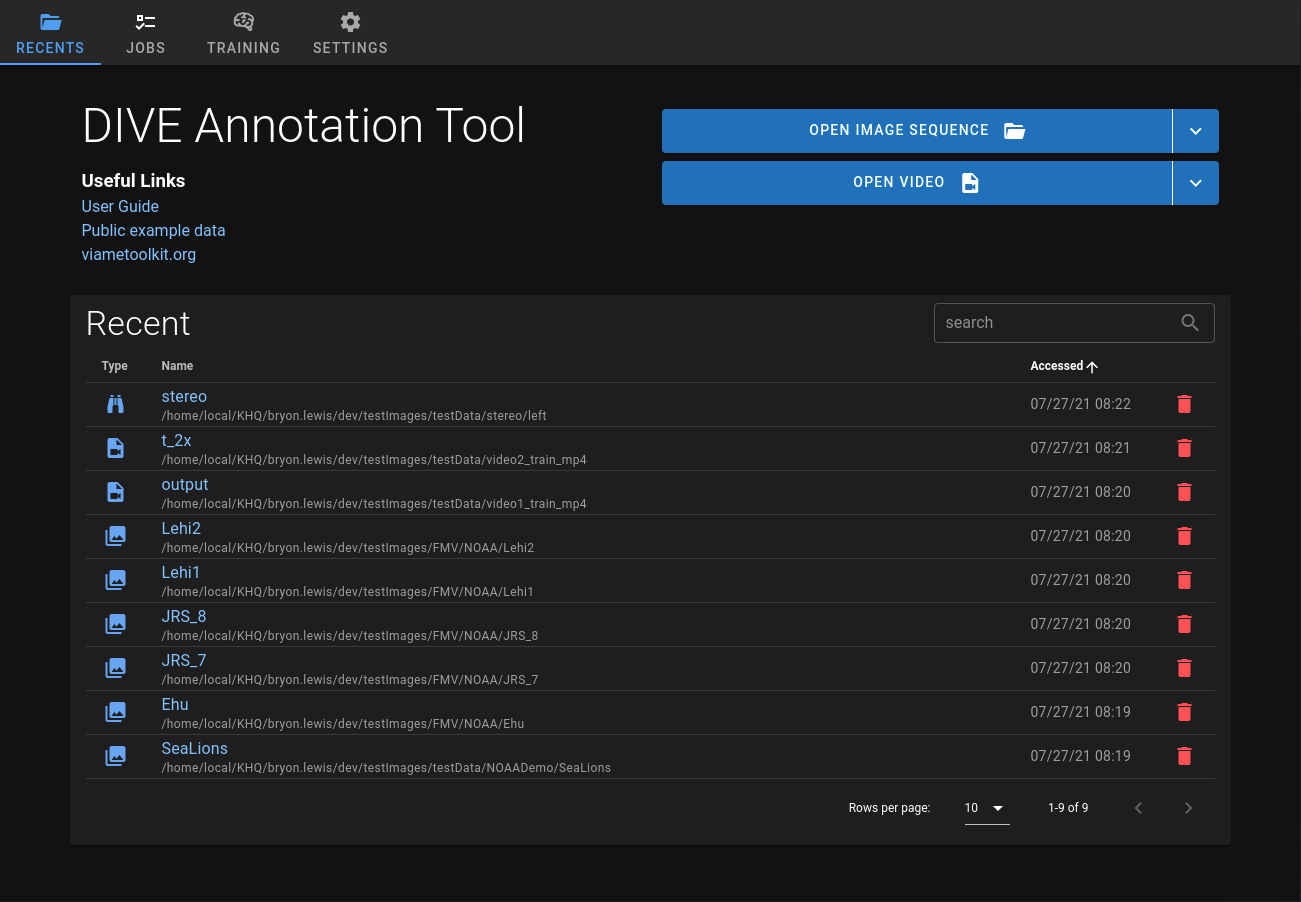 RECENTS JOBS TRAINING SETTINGS
DIVE Annotation Tool
OPEN IMAGE SEQUENCE
OPEN VIDEO
Useful Links
User Guide
Public example data
viametoolkit.org
Recent
search
Type Name Accessed
stereo
/home/local/KHQ/bryon.lewis/dev/testImages/testData/stereo/left
07/27/21 08:22
t_2x
/home/local/KHQ/bryon.lewis/dev/testImages/testData/video2_train_mp4
07/27/21 08:21
output
/home/local/KHQ/bryon.lewis/dev/testImages/testData/video1_train_mp4
07/27/21 08:20
Lehi2
/home/local/KHQ/bryon.lewis/dev/testImages/FMV/NOAA/Lehi2
07/27/21 08:20
Lehi1
/home/local/KHQ/bryon.lewis/dev/testImages/FMV/NOAA/Lehi1
07/27/21 08:20
JRS_8
/home/local/KHQ/bryon.lewis/dev/testImages/FMV/NOAA/JRS_8
07/27/21 08:20
JRS_7
/home/local/KHQ/bryon.lewis/dev/testImages/FMV/NOAA/JRS_7
07/27/21 08:20
Ehu
/home/local/KHQ/bryon.lewis/dev/testImages/FMV/NOAA/Ehu
07/27/21 08:19
SeaLions
/home/local/KHQ/bryon.lewis/dev/testImages/testData/NOAADemo/SeaLions
07/27/21 08:19
Rows per page: 10 1-9 of 9